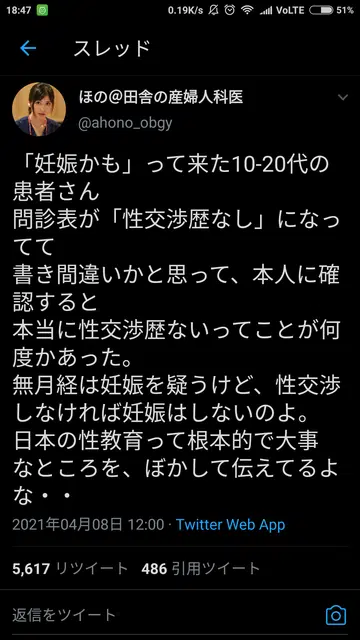 18:47
0.19K/s
VoLTE
51%
スレッド
ほの@田舎の産婦人科医
@ahono_obgy
「妊娠かも」って来た10-20代の
患者さん
問診表が「性交渉歴なし」になっ
てて
書き間違いかと思って、本人に確
認すると
本当に性交渉歴ないってことが何
度かあった。
無月経は妊娠を疑うけど、性交渉
しなければ妊娠はしないのよ。
日本の性教育って根本的で大事
なところを、ぼかして伝えてるよ
な・・
2021年04月08日 12:00・Twitter Web App
5,617 リツイート 486 引用ツイート
返信をツイート